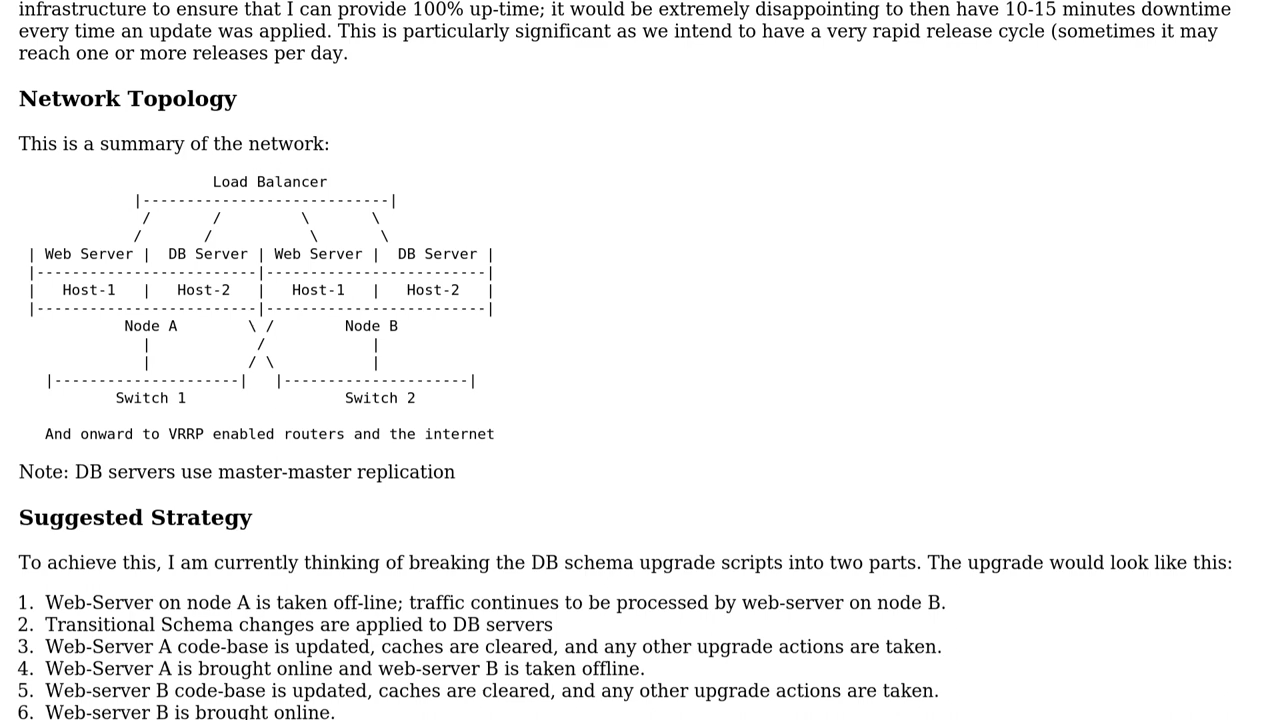 infrastructure to ensure that I can provide 100% up-time; it would be extremely disappointing to then have 10-15 minutes downtime
every time an update was applied. This is particularly significant as we intend to have a very rapid release cycle (sometimes it may
reach one or more releases per day.
Network Topology
This is a summary of the network:
                      Load Balancer
             |----------------------------|
              /       /         \       \
             /       /           \       \
 | Web Server |  DB Server | Web Server |  DB Server |
 |-------------------------|-------------------------|
 |   Host-1   |   Host-2   |   Host-1   |   Host-2   |
 |-------------------------|-------------------------|
            Node A        \ /        Node B
              |            /            |
              |           / \           |
   |---------------------|   |---------------------|
           Switch 1                  Switch 2
   And onward to VRRP enabled routers and the internet
Note: DB servers use master-master replication
Suggested Strategy
To achieve this, I am currently thinking of breaking the DB schema upgrade scripts into two parts. The upgrade would look like this:
1. Web-Server on node A is taken off-line; traffic continues to be processed by web-server on node B.
2. Transitional Schema changes are applied to DB servers
3. Web-Server A code-base is updated, caches are cleared, and any other upgrade actions are taken.
4. Web-Server A is brought online and web-server B is taken offline.
5. Web-server B code-base is updated, caches are cleared, and any other upgrade actions are taken.
6. Web-server B is brought online.